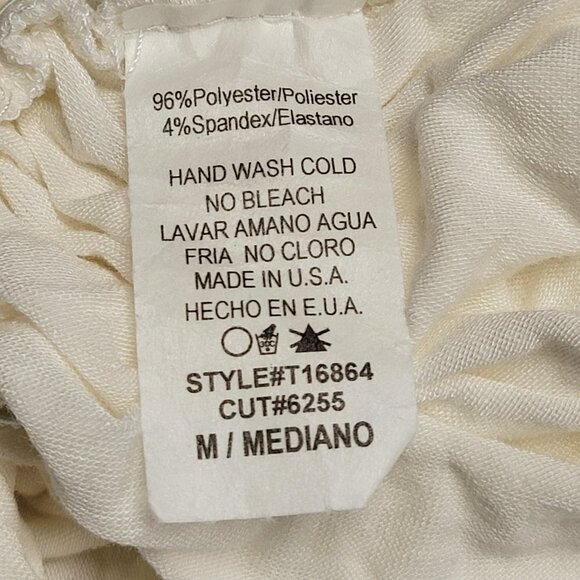 96%Polyester/Poliester
4%Spandex/Elastano
HAND WASH COLD
NO BLEACH
LAVAR AMANO AGUA
FRIA NO CLORO
MADE IN U.S.A.
HECHO EN E.U.A.
30C
STYLE#T16864
CUT#6255
M / MEDIANO